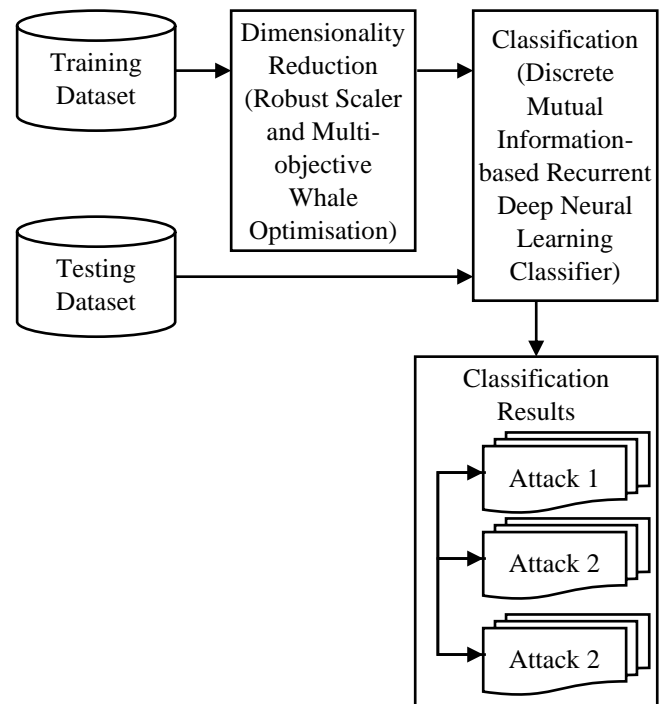 Training
Dataset
Dimensionality
Reduction
(Robust Scaler
and Multi-
objective
Whale
Optimisation)
Classification
(Discrete
Mutual
Information-
based Recurrent
Deep Neural
Learning
Classifier)
Testing
Dataset
Classification
Results
Attack 1
Attack 2
Attack 2